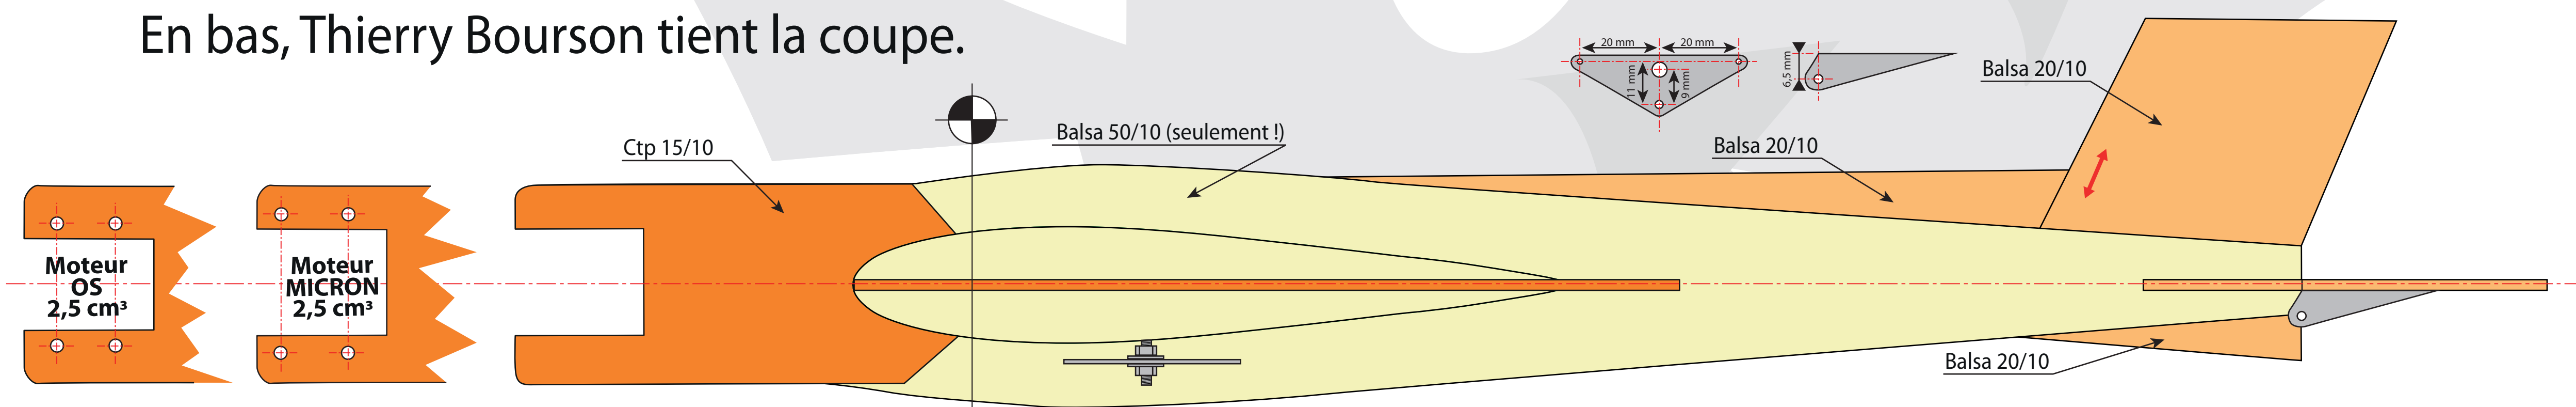 En bas, Thierry Bourson tient la coupe.
20 mm
20 mm
11 mm
9 mm
6,5 mm
Balsa 20/10
Ctp 15/10
Balsa 50/10 (seulement !)
Balsa 20/10
Moteur
OS
2,5 cm³
Moteur
MICRON
2,5 cm³
Balsa 20/10